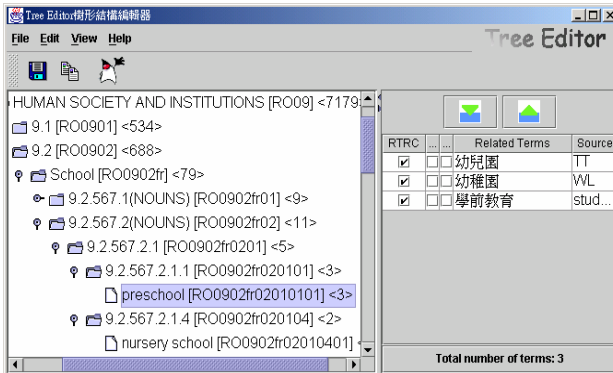 Tree Editor樹形結構編輯器
File Edit View Help
Tree Editor
HUMAN SOCIETY AND INSTITUTIONS [RO09] <7179>
9.1 [RO0901] <534>
9.2 [RO0902] <688>
School [RO0902fr] <79>
9.2.567.1(NOUNS) [RO0902fr01] <9>
9.2.567.2(NOUNS) [RO0902fr02] <11>
9.2.567.2.1 [RO0902fr0201] <5>
9.2.567.2.1.1 [RO0902fr020101] <3>
preschool [RO0902fr02010101] <3>
9.2.567.2.1.4 [RO0902fr020104] <2>
nursery school [RO0902fr02010401]
RTRC ... ... Related Terms Source
幼兒園 TT
幼稚園 WL
學前教育 stud...
Total number of terms: 3